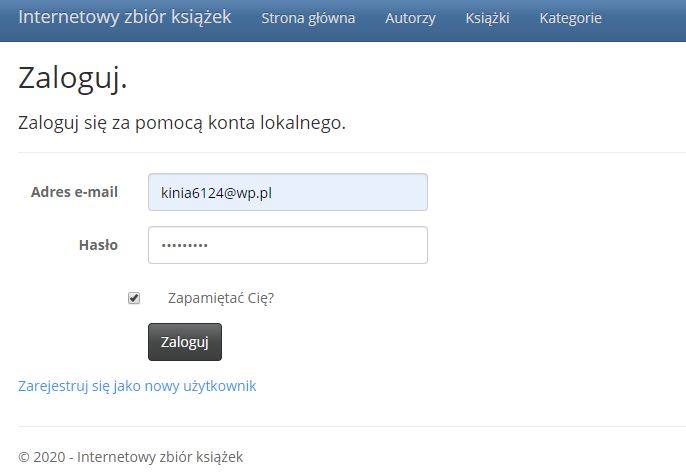 Internetowy zbiór książek Strona główna Autorzy Książki Kategorie
Zaloguj.
Zaloguj się za pomocą konta lokalnego.
Adres e-mail kinia6124@wp.pl
Hasło •••••••••
Zapamiętać Cię?
Zaloguj
Zarejestruj się jako nowy użytkownik
© 2020 - Internetowy zbiór książek